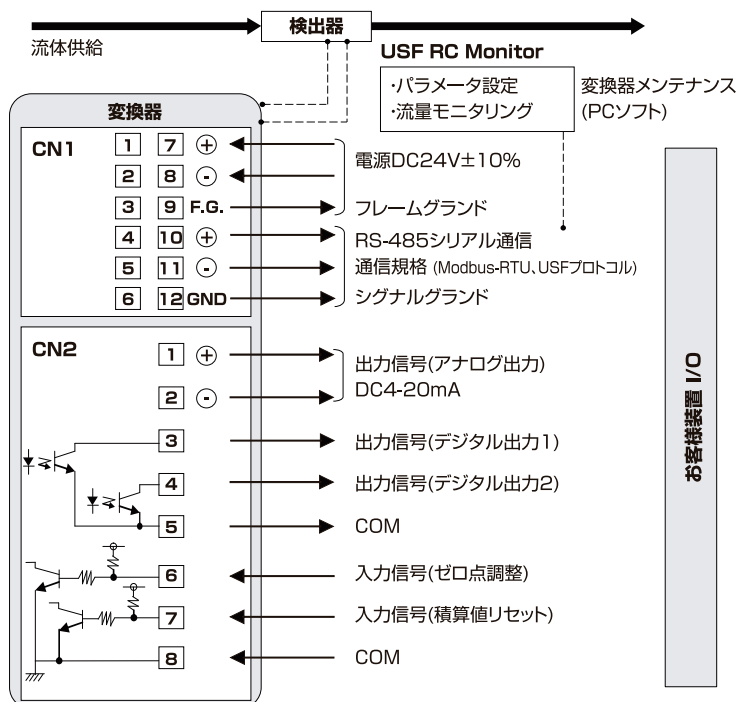 検出器
流体供給
USF RC Monitor
・パラメータ設定
・流量モニタリング
変換器メンテナンス
(PCソフト)
変換器
CN1
1 7 +
電源DC24V±10%
2 8 -
3 9 F.G.
フレームグランド
4 10 +
RS-485シリアル通信
5 11 -
通信規格 (Modbus-RTU、USFプロトコル)
6 12 GND
シグナルグランド
CN2
1 +
出力信号(アナログ出力)
DC4-20mA
2 -
3
出力信号(デジタル出力1)
4
出力信号(デジタル出力2)
5
COM
6
入力信号(ゼロ点調整)
7
入力信号(積算値リセット)
8
COM
お客様装置 I/O